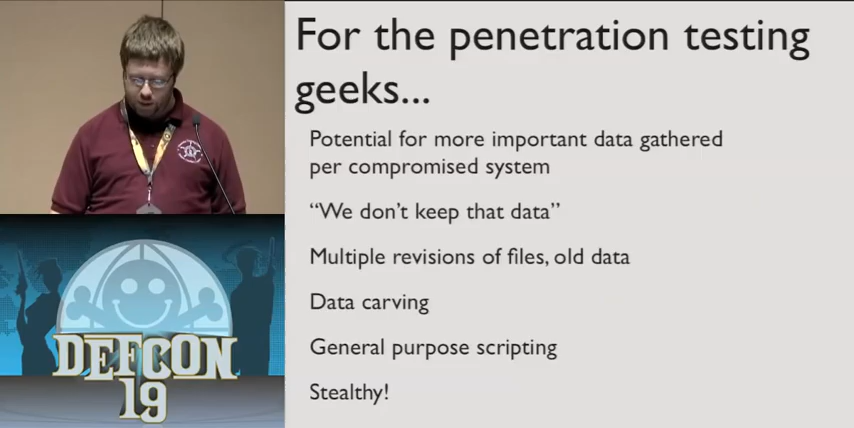 For the penetration testing
geeks...
Potential for more important data gathered
per compromised system
“We don’t keep that data”
Multiple revisions of files, old data
Data carving
General purpose scripting
Stealthy!
DEFCON
19